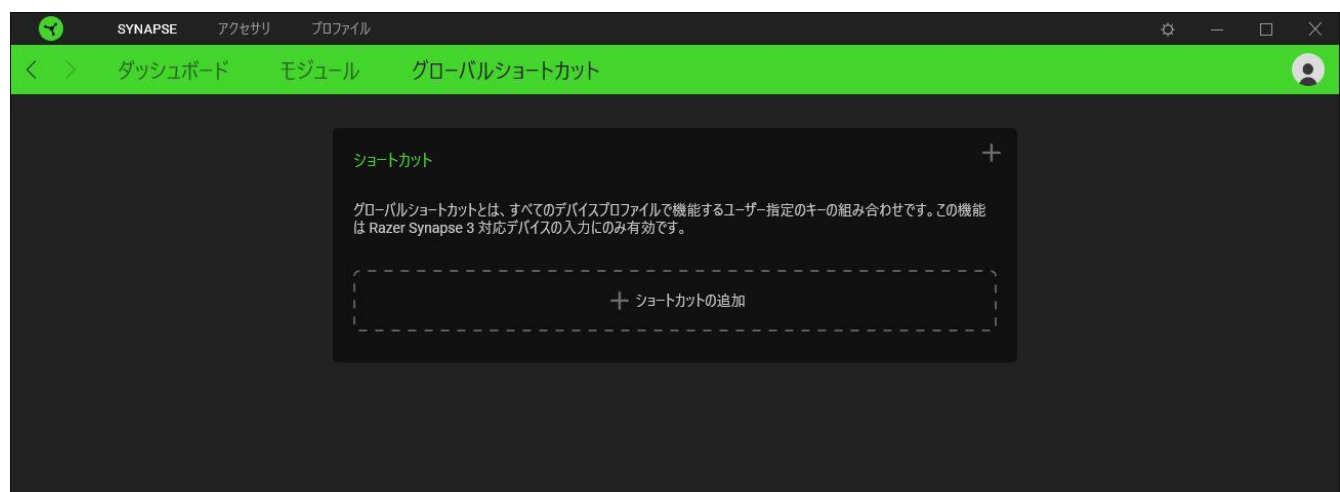 SYNAPSE アクセサリ プロファイル
ダッシュボード モジュール グローバルショートカット
ショートカット
グローバルショートカットとは、すべてのデバイスプロファイルで機能するユーザー指定のキーの組み合わせです。この機能
は Razer Synapse 3 対応デバイスの入力にのみ有効です。
ショートカットの追加